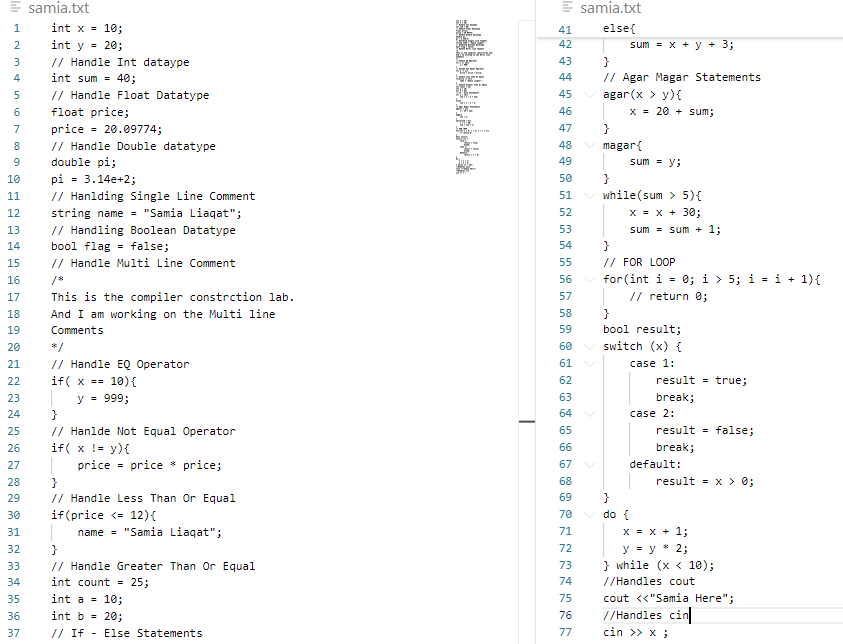 samia.txt
1 int x = 10;
2 int y = 20;
3 // Handle Int dataype
4 int sum = 40;
5 // Handle Float Datatype
6 float price;
7 price = 20.09774;
8 // Handle Double datatype
9 double pi;
10 pi = 3.14e+2;
11 // Hanlding Single Line Comment
12 string name = "Samia Liaqat";
13 // Handling Boolean Datatype
14 bool flag = false;
15 // Handle Multi Line Comment
16 /*
17 This is the compiler constrction lab.
18 And I am working on the Multi line
19 Comments
20 */
21 // Handle EQ Operator
22 if( x == 10){
23     y = 999;
24 }
25 // Hanlde Not Equal Operator
26 if( x != y){
27     price = price * price;
28 }
29 // Handle Less Than Or Equal
30 if(price <= 12){
31     name = "Samia Liaqat";
32 }
33 // Handle Greater Than Or Equal
34 int count = 25;
35 int a = 10;
36 int b = 20;
37 // If - Else Statements
samia.txt
41 else{
42     sum = x + y + 3;
43 }
44 // Agar Magar Statements
45 agar(x > y){
46     x = 20 + sum;
47 }
48 magar{
49     sum = y;
50 }
51 while(sum > 5){
52     x = x + 30;
53     sum = sum + 1;
54 }
55 // FOR LOOP
56 for(int i = 0; i > 5; i = i + 1){
57     // return 0;
58 }
59 bool result;
60 switch (x) {
61     case 1:
62         result = true;
63         break;
64     case 2:
65         result = false;
66         break;
67     default:
68         result = x > 0;
69 }
70 do {
71    x = x + 1;
72    y = y * 2;
73 } while (x < 10);
74 //Handles cout
75 cout <<"Samia Here";
76 //Handles cin
77 cin >> x ;